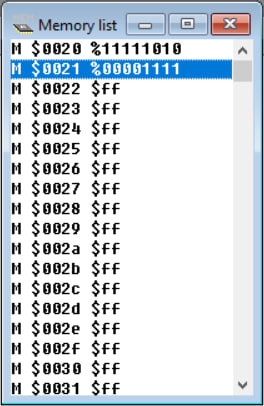 Memory list
M $0020 %11111010
M $0021 %00001111
M $0022 $ff
M $0023 $ff
M $0024 $ff
M $0025 $ff
M $0026 $ff
M $0027 $ff
M $0028 $ff
M $0029 $ff
M $002a $ff
M $002b $ff
M $002c $ff
M $002d $ff
M $002e $ff
M $002f $ff
M $0030 $ff
M $0031 $ff